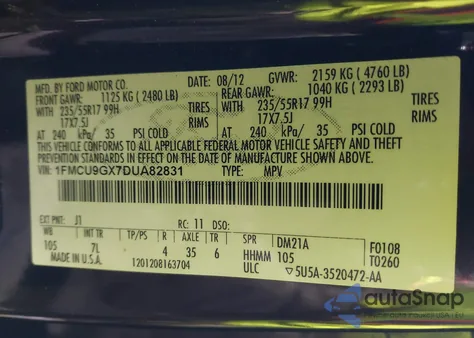 MFD. BY FORD MOTOR CO.
DATE: 08/12 GVWR: 2159 KG ( 4760 LB)
FRONT GAWR: 1125 KG ( 2480 LB) REAR GAWR: 1040 KG ( 2293 LB)
WITH 235/55R17 99H TIRES WITH 235/55R17 99H TIRES
17X7.5J RIMS 17X7.5J RIMS
AT 240 kPa/ 35 PSI COLD AT 240 kPa/ 35 PSI COLD
THIS VEHICLE CONFORMS TO ALL APPLICABLE FEDERAL MOTOR VEHICLE SAFETY AND THEFT
PREVENTION STANDARDS IN EFFECT ON THE DATE OF MANUFACTURE SHOWN ABOVE.
VIN: 1FMCU9GX7DUA82831 TYPE: MPV
EXT PNT: J1 RC: 11 DSO:
WB INT TR TP/PS R AXLE TR SPR DM21A F0108
105 7L 4 35 6 HHMM 105 T0260
MADE IN U.S.A. 1201208163704 ULC 5U5A-3520472-AA
autoSnap